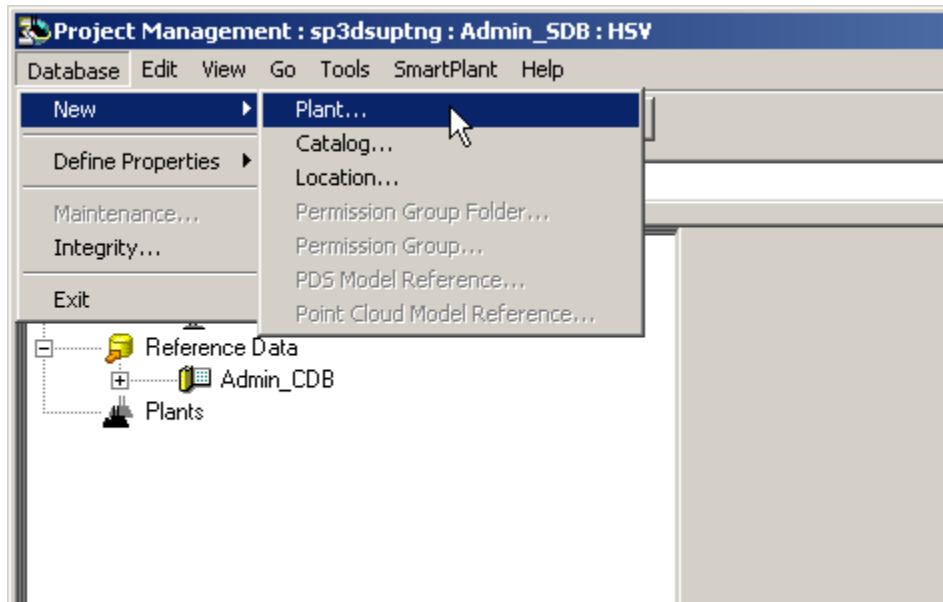 Project Management : sp3dsuptng : Admin_SDB : HSV
Database Edit View Go Tools SmartPlant Help
New
Define Properties
Maintenance...
Integrity...
Exit
Plant...
Catalog...
Location...
Permission Group Folder...
Permission Group...
PDS Model Reference...
Point Cloud Model Reference...
Reference Data
Admin_CDB
Plants